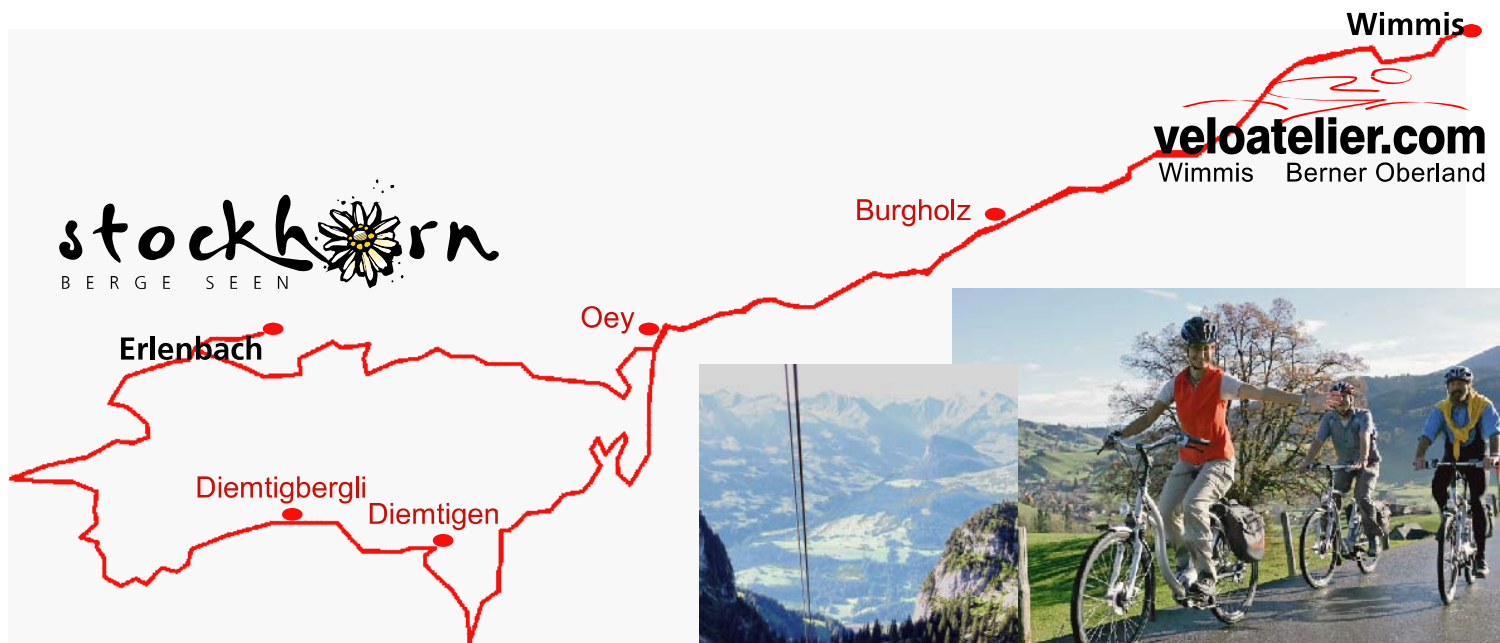 Wimmis
veloatelier.com
Wimmis Berner Oberland
Burgholz
stockhorn
BERGE SEEN
Oey
Erlenbach
Diemtigbergli
Diemtigen